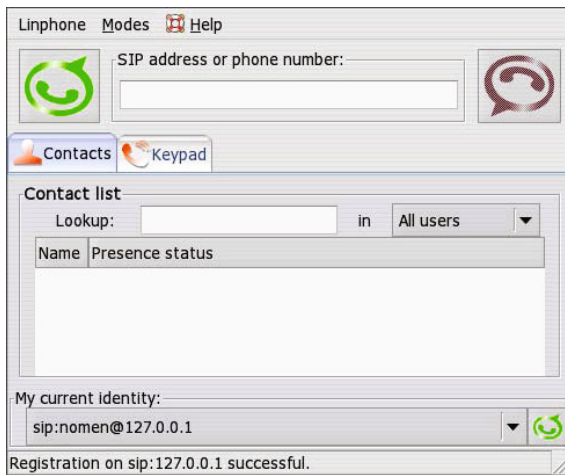 Linphone Modes Help
SIP address or phone number:
Contacts Keypad
Contact list
Lookup: in All users
Name Presence status
My current identity:
sip:nomen@127.0.0.1
Registration on sip:127.0.0.1 successful.